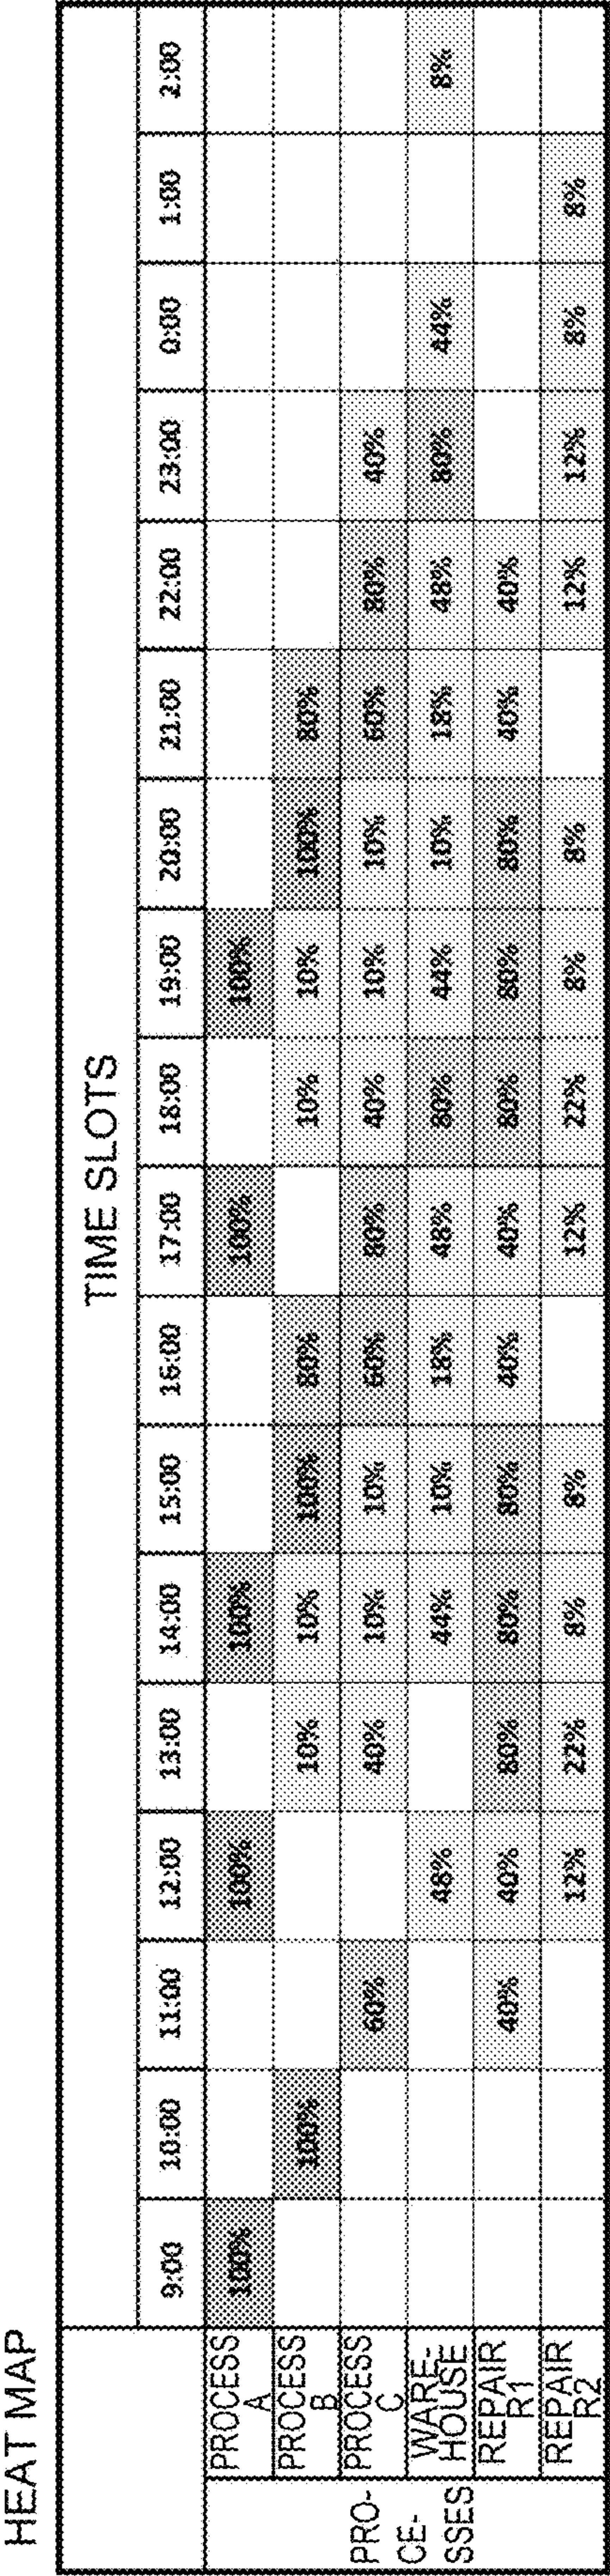 HEAT MAP
TIME SLOTS
9:00 10:00 11:00 12:00 13:00 14:00 15:00 16:00 17:00 18:00 19:00 20:00 21:00 22:00 23:00 0:00 1:00 2:00
PRO-
CE-
SSES
PROCESS
A
100% 100% 100% 100% 100%
PROCESS
B
100% 10% 10% 100% 80% 10% 10% 100% 80%
PROCESS
C
60% 40% 10% 10% 60% 80% 40% 10% 10% 60% 80% 40%
WARE-
HOUSE
48% 44% 10% 18% 48% 80% 44% 10% 18% 48% 80% 44% 8%
REPAIR
R1
40% 40% 80% 80% 80% 40% 40% 80% 80% 80% 40% 40%
REPAIR
R2
12% 22% 8% 8% 12% 22% 8% 8% 12% 12% 8% 8%